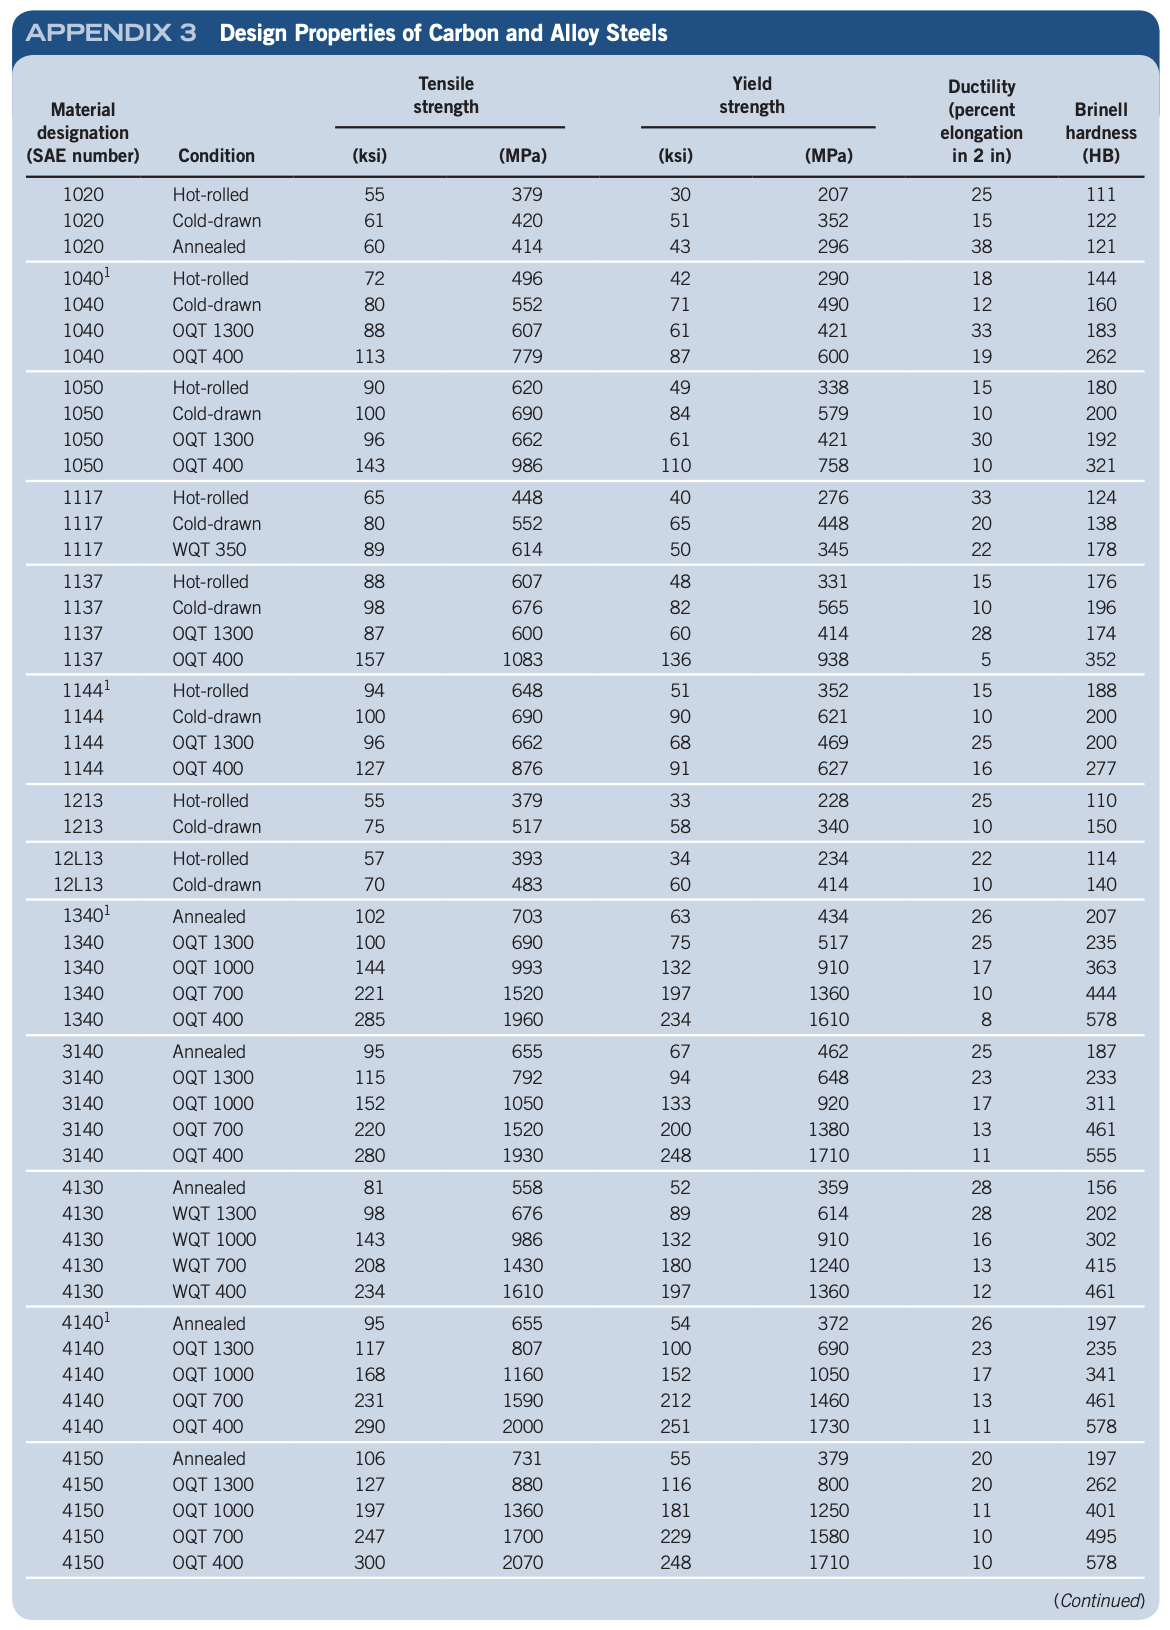 APPENDIX 3 Design Properties of Carbon and Alloy Steels
Tensile Yield Ductility
Material strength strength (percent Brinell
designation elongation hardness
(SAE number) Condition (ksi) (MPa) (ksi) (MPa) in 2 in) (HB)
1020 Hot-rolled 55 379 30 207 25 111
1020 Cold-drawn 61 420 51 352 15 122
1020 Annealed 60 414 43 296 38 121
1040¹ Hot-rolled 72 496 42 290 18 144
1040 Cold-drawn 80 552 71 490 12 160
1040 OQT 1300 88 607 61 421 33 183
1040 OQT 400 113 779 87 600 19 262
1050 Hot-rolled 90 620 49 338 15 180
1050 Cold-drawn 100 690 84 579 10 200
1050 OQT 1300 96 662 61 421 30 192
1050 OQT 400 143 986 110 758 10 321
1117 Hot-rolled 65 448 40 276 33 124
1117 Cold-drawn 80 552 65 448 20 138
1117 WQT 350 89 614 50 345 22 178
1137 Hot-rolled 88 607 48 331 15 176
1137 Cold-drawn 98 676 82 565 10 196
1137 OQT 1300 87 600 60 414 28 174
1137 OQT 400 157 1083 136 938 5 352
1144¹ Hot-rolled 94 648 51 352 15 188
1144 Cold-drawn 100 690 90 621 10 200
1144 OQT 1300 96 662 68 469 25 200
1144 OQT 400 127 876 91 627 16 277
1213 Hot-rolled 55 379 33 228 25 110
1213 Cold-drawn 75 517 58 340 10 150
12L13 Hot-rolled 57 393 34 234 22 114
12L13 Cold-drawn 70 483 60 414 10 140
1340¹ Annealed 102 703 63 434 26 207
1340 OQT 1300 100 690 75 517 25 235
1340 OQT 1000 144 993 132 910 17 363
1340 OQT 700 221 1520 197 1360 10 444
1340 OQT 400 285 1960 234 1610 8 578
3140 Annealed 95 655 67 462 25 187
3140 OQT 1300 115 792 94 648 23 233
3140 OQT 1000 152 1050 133 920 17 311
3140 OQT 700 220 1520 200 1380 13 461
3140 OQT 400 280 1930 248 1710 11 555
4130 Annealed 81 558 52 359 28 156
4130 WQT 1300 98 676 89 614 28 202
4130 WQT 1000 143 986 132 910 16 302
4130 WQT 700 208 1430 180 1240 13 415
4130 WQT 400 234 1610 197 1360 12 461
4140¹ Annealed 95 655 54 372 26 197
4140 OQT 1300 117 807 100 690 23 235
4140 OQT 1000 168 1160 152 1050 17 341
4140 OQT 700 231 1590 212 1460 13 461
4140 OQT 400 290 2000 251 1730 11 578
4150 Annealed 106 731 55 379 20 197
4150 OQT 1300 127 880 116 800 20 262
4150 OQT 1000 197 1360 181 1250 11 401
4150 OQT 700 247 1700 229 1580 10 495
4150 OQT 400 300 2070 248 1710 10 578
(Continued)